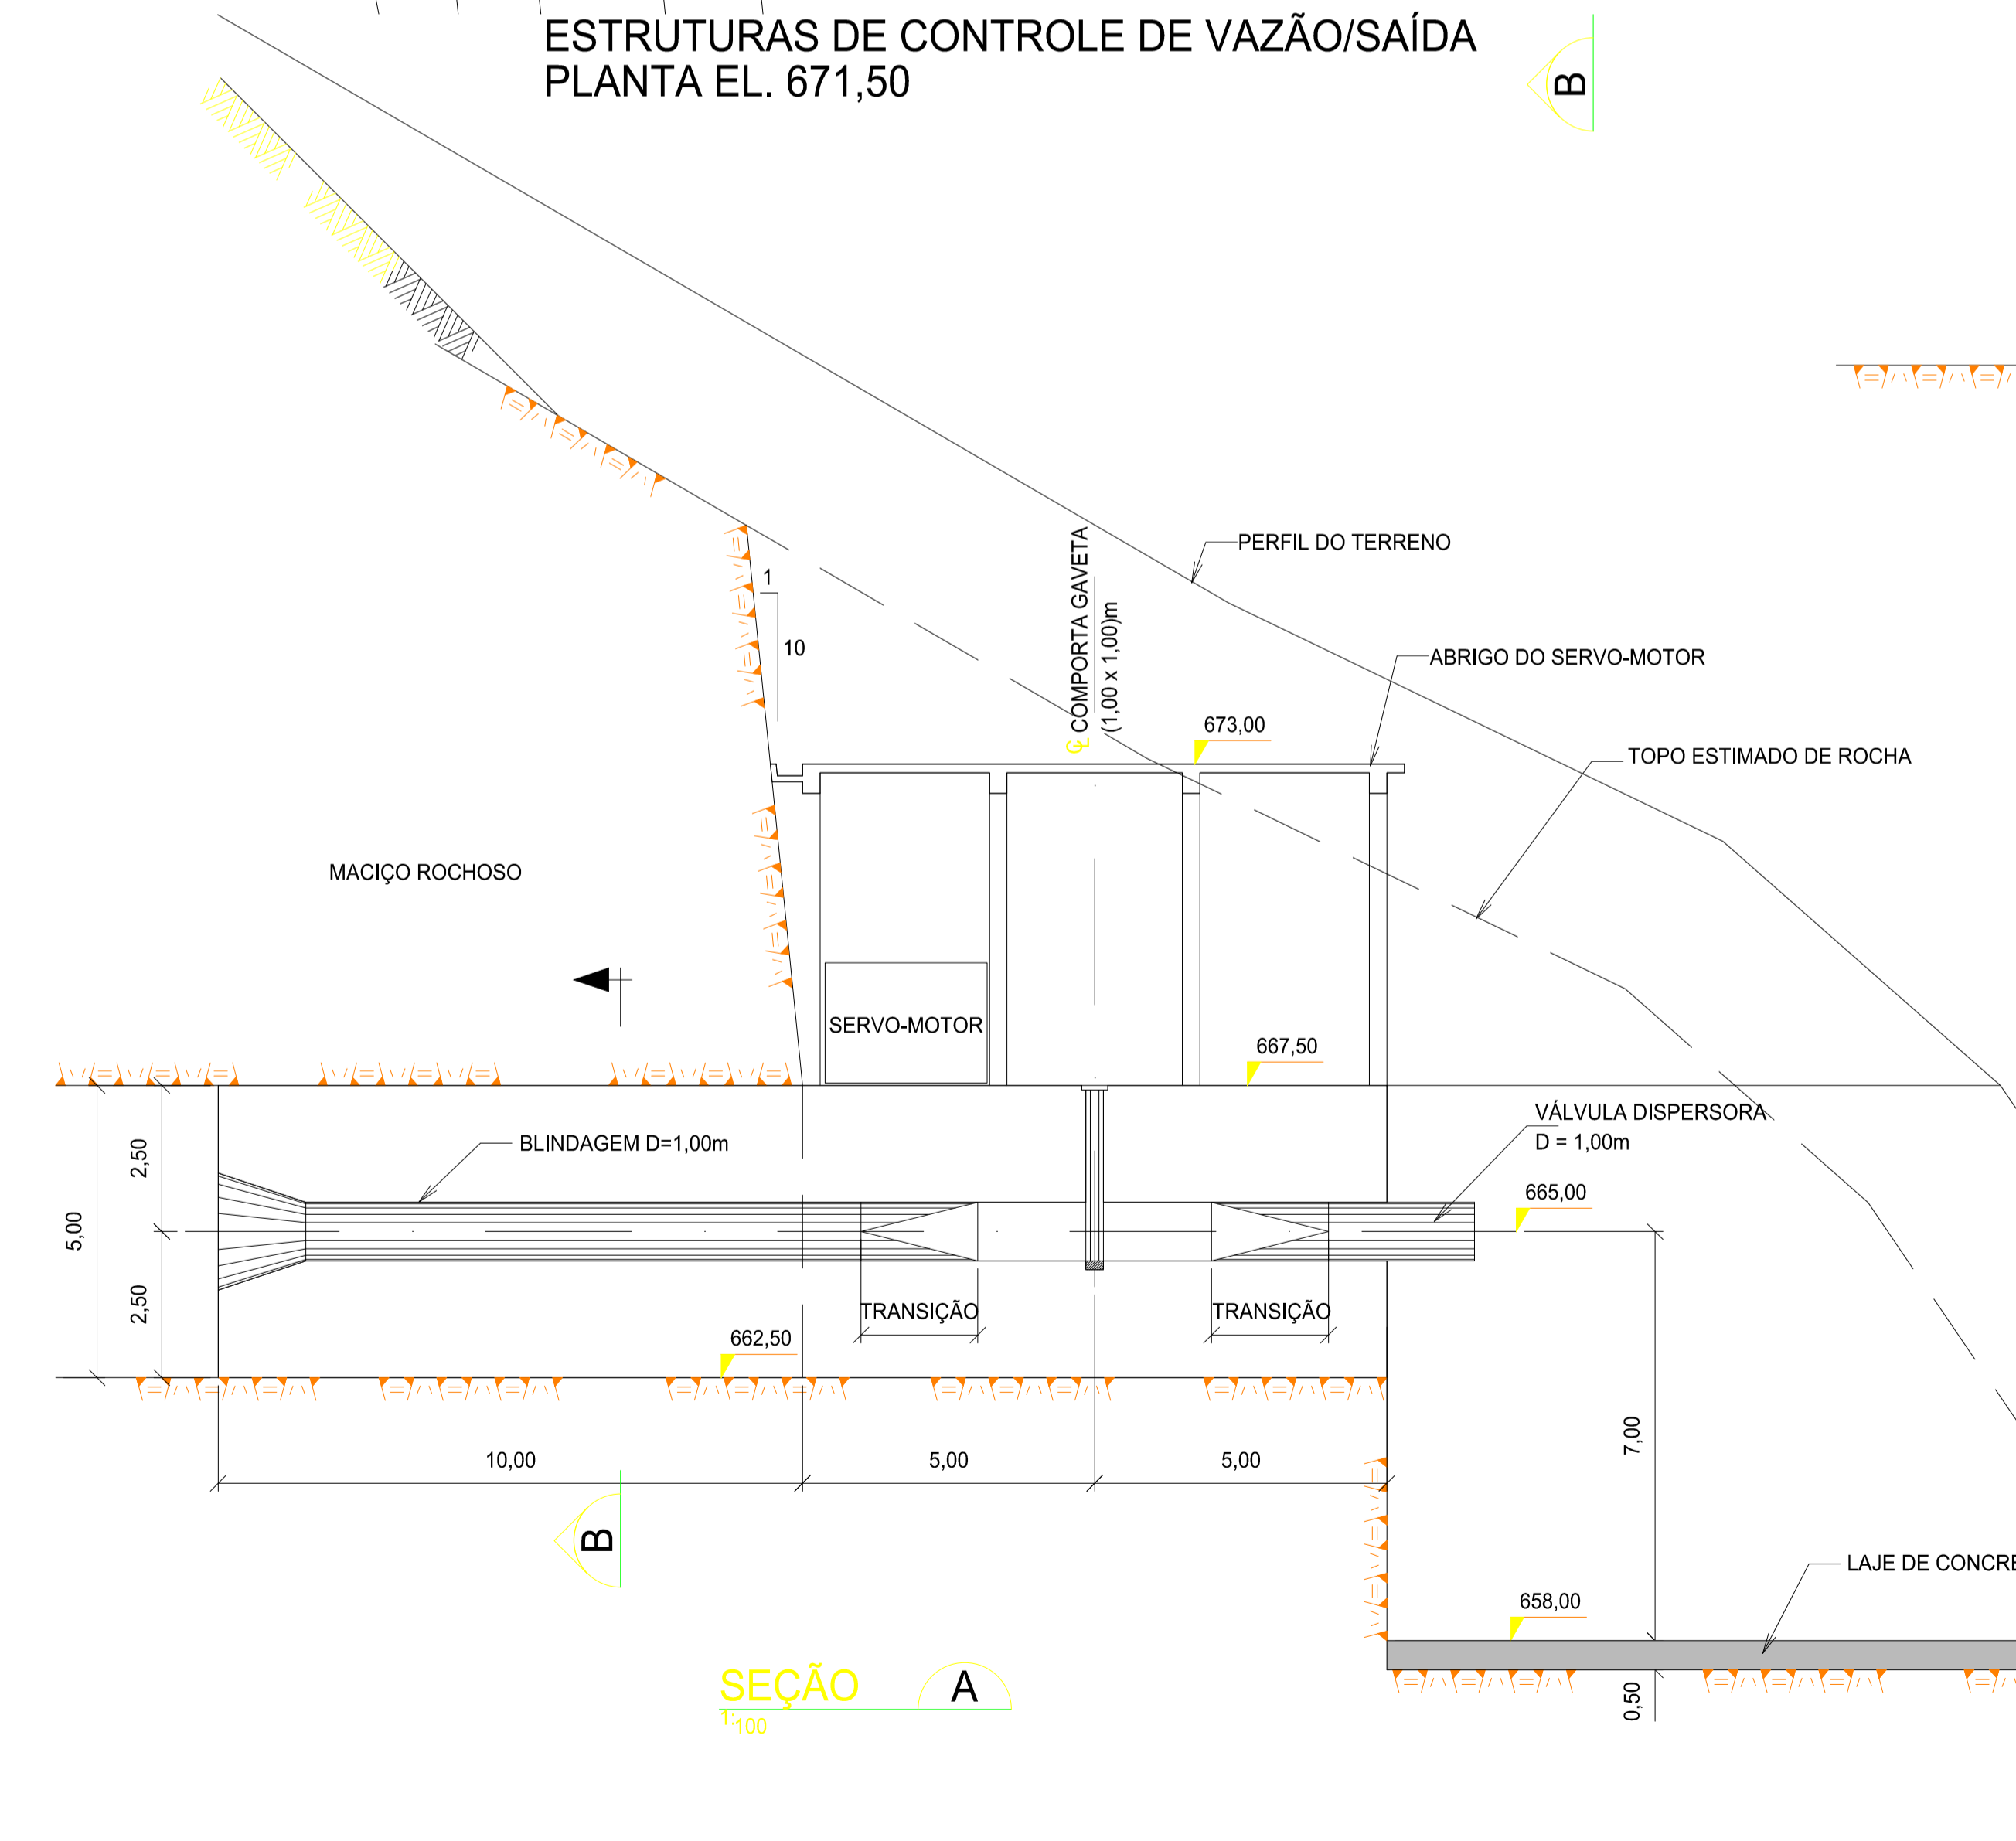 ESTRUTURAS DE CONTROLE DE VAZÃO/SAÍDA
PLANTA EL. 671,50
B
PERFIL DO TERRENO
1
10
COMPORTA GAVETA
(1,00 x 1,00)m
ABRIGO DO SERVO-MOTOR
673,00
TOPO ESTIMADO DE ROCHA
MACIÇO ROCHOSO
SERVO-MOTOR
667,50
VÁLVULA DISPERSORA
D = 1,00m
BLINDAGEM D=1,00m
2,50
5,00
665,00
2,50
TRANSIÇÃO
TRANSIÇÃO
662,50
10,00
5,00
5,00
7,00
B
LAJE DE CONCRE
658,00
SEÇÃO
A
1:100
0,50